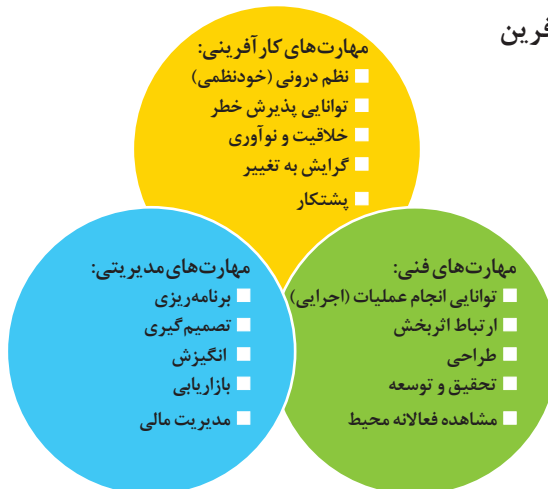 مهارت‌های کارآفرینی:
نظم درونی (خودنظمی)
توانایی پذیرش خطر
خلاقیت و نوآوری
گرایش به تغییر
پشتکار
مهارت‌های فنی:
توانایی انجام عملیات (اجرایی)
ارتباط اثربخش
طراحی
تحقیق و توسعه
مشاهده فعالانه محیط
مهارت‌های مدیریتی:
برنامه‌ریزی
تصمیم‌گیری
انگیزش
بازاریابی
مدیریت مالی